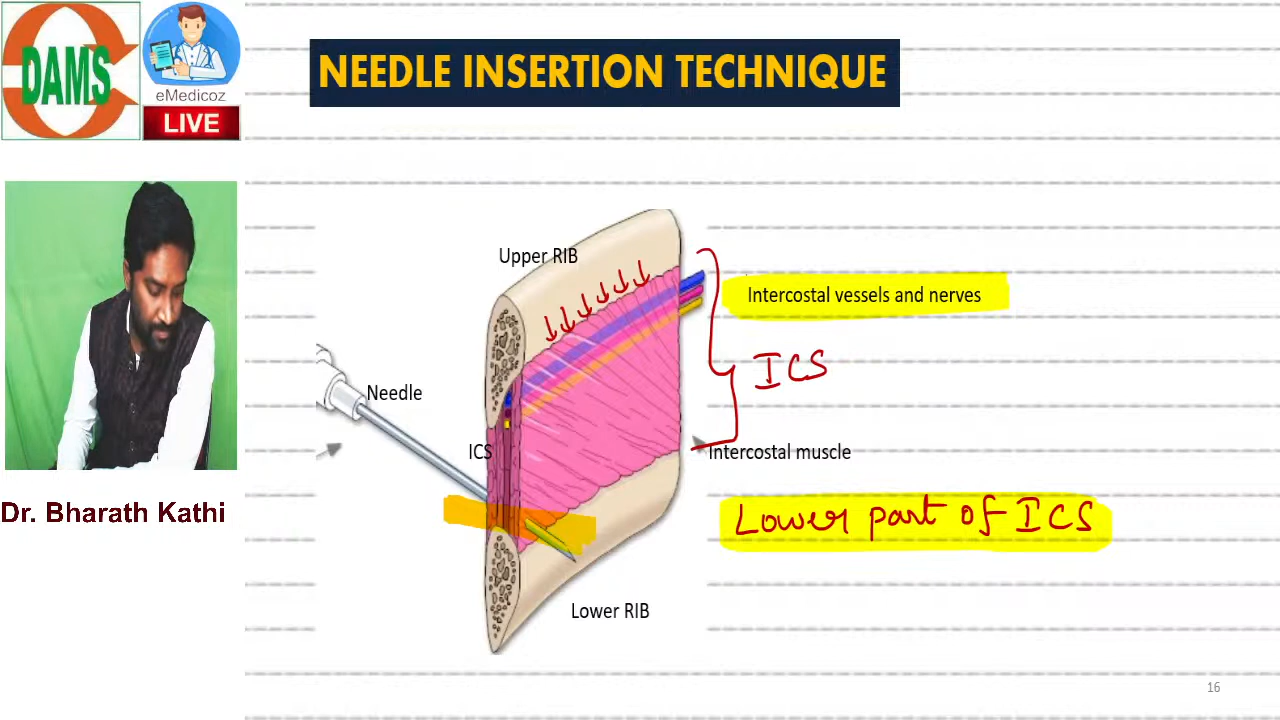 DAMS
eMedicoz
LIVE
NEEDLE INSERTION TECHNIQUE
Upper RIB
Intercostal vessels and nerves
ICS
Needle
ICS
Intercostal muscle
Dr. Bharath Kathi
Lower part of ICS
Lower RIB
16